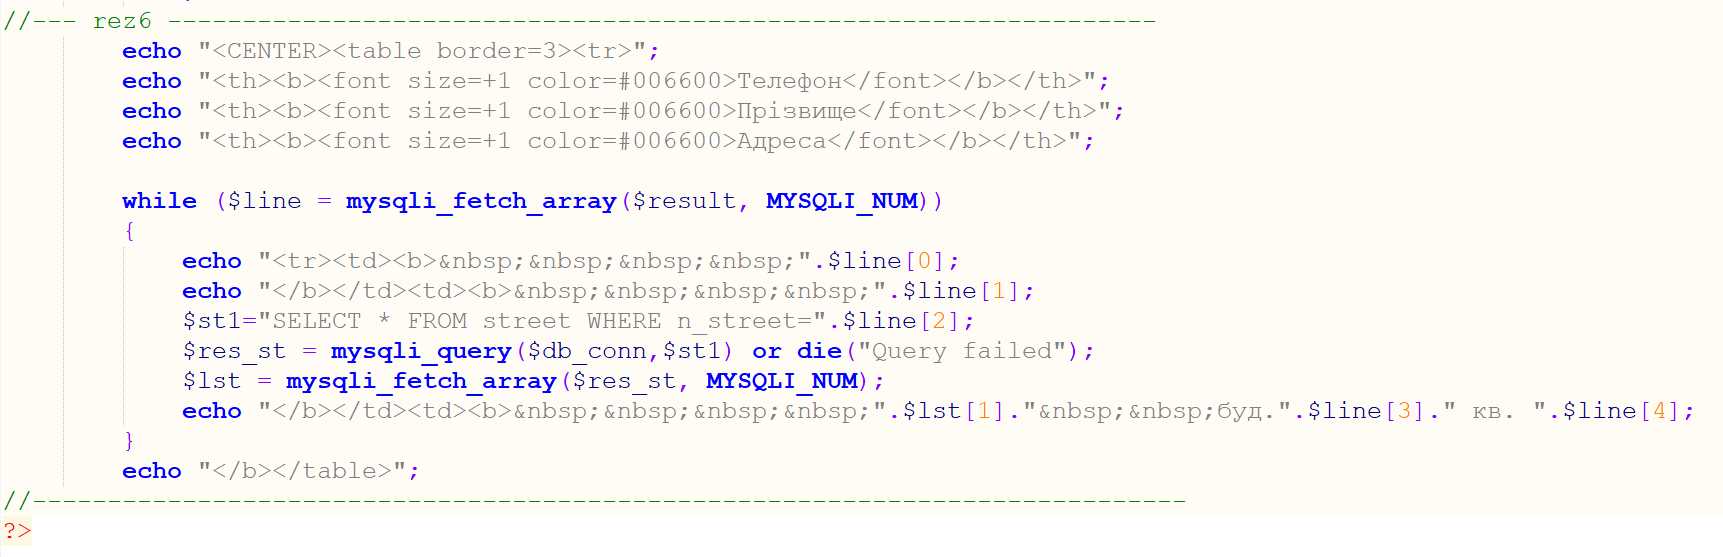 //--- rez6 ------------------------------------------------------------------
echo "<CENTER><table border=3><tr>";
echo "<th><b><font size=+1 color=#006600>Телефон</font></b></th>";
echo "<th><b><font size=+1 color=#006600>Прізвище</font></b></th>";
echo "<th><b><font size=+1 color=#006600>Адреса</font></b></th>";
while ($line = mysqli_fetch_array($result, MYSQLI_NUM))
{
echo "<tr><td><b>&nbsp;&nbsp;&nbsp;&nbsp;".$line[0];
echo "</b></td><td><b>&nbsp;&nbsp;&nbsp;&nbsp;".$line[1];
$st1="SELECT * FROM street WHERE n_street=".$line[2];
$res_st = mysqli_query($db_conn,$st1) or die("Query failed");
$lst = mysqli_fetch_array($res_st, MYSQLI_NUM);
echo "</b></td><td><b>&nbsp;&nbsp;&nbsp;&nbsp;".$lst[1]."&nbsp;&nbsp;буд.".$line[3]." кв. ".$line[4];
}
echo "</b></table>";
//-----------------------------------------------------------------------------
?>